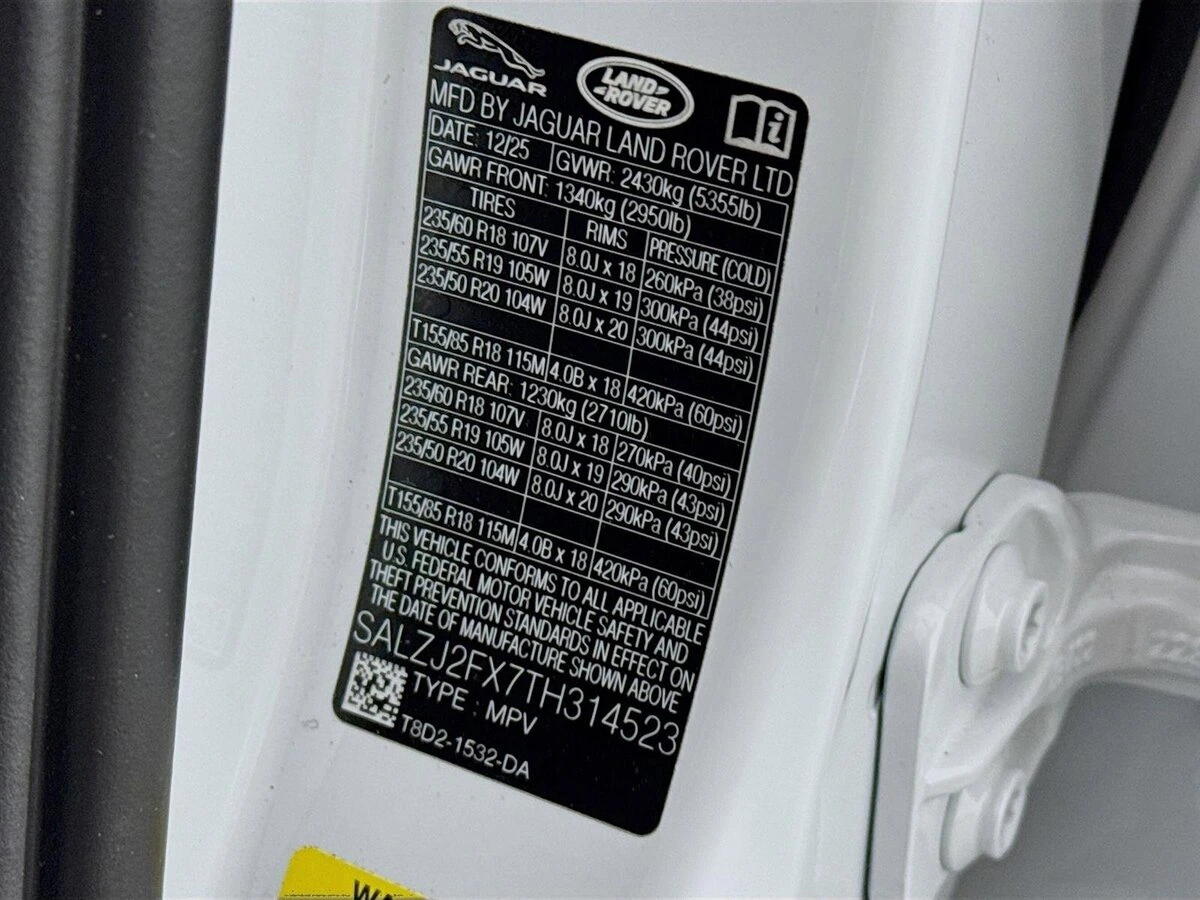 JAGUAR LAND ROVER
MFD BY JAGUAR LAND ROVER LTD
DATE: 12/25 GVWR: 2430kg (5355lb)
GAWR FRONT: 1340kg (2950lb)
TIRES RIMS PRESSURE (COLD)
235/60 R18 107V 8.0J x 18 260kPa (38psi)
235/55 R19 105W 8.0J x 19 300kPa (44psi)
235/50 R20 104W 8.0J x 20 300kPa (44psi)
T155/85 R18 115M 4.0B x 18 420kPa (60psi)
GAWR REAR: 1230kg (2710lb)
235/60 R18 107V 8.0J x 18 270kPa (40psi)
235/55 R19 105W 8.0J x 19 290kPa (43psi)
235/50 R20 104W 8.0J x 20 290kPa (43psi)
T155/85 R18 115M 4.0B x 18 420kPa (60psi)
THIS VEHICLE CONFORMS TO ALL APPLICABLE
U.S. FEDERAL MOTOR VEHICLE SAFETY AND
THEFT PREVENTION STANDARDS IN EFFECT ON
THE DATE OF MANUFACTURE SHOWN ABOVE
SALZJ2FX7TH314523
TYPE : MPV
T8D2-1532-DA